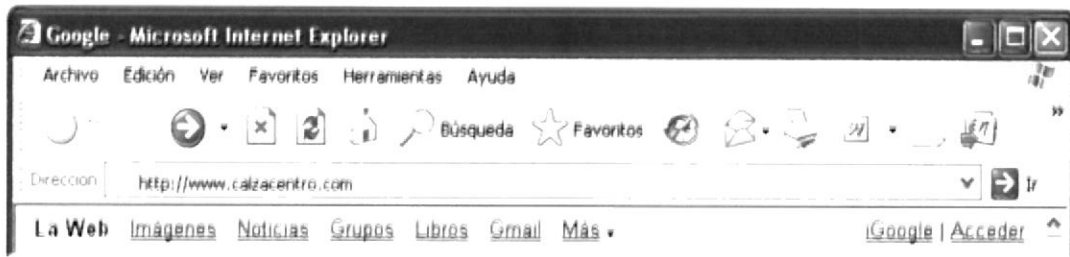 Google - Microsoft Internet Explorer
Archivo Edición Ver Favoritos Herramientas Ayuda
Búsqueda Favoritos »
Dirección http://www.calzacentro.com Ir
La Web Imágenes Noticias Grupos Libros Gmail Más iGoogle | Acceder